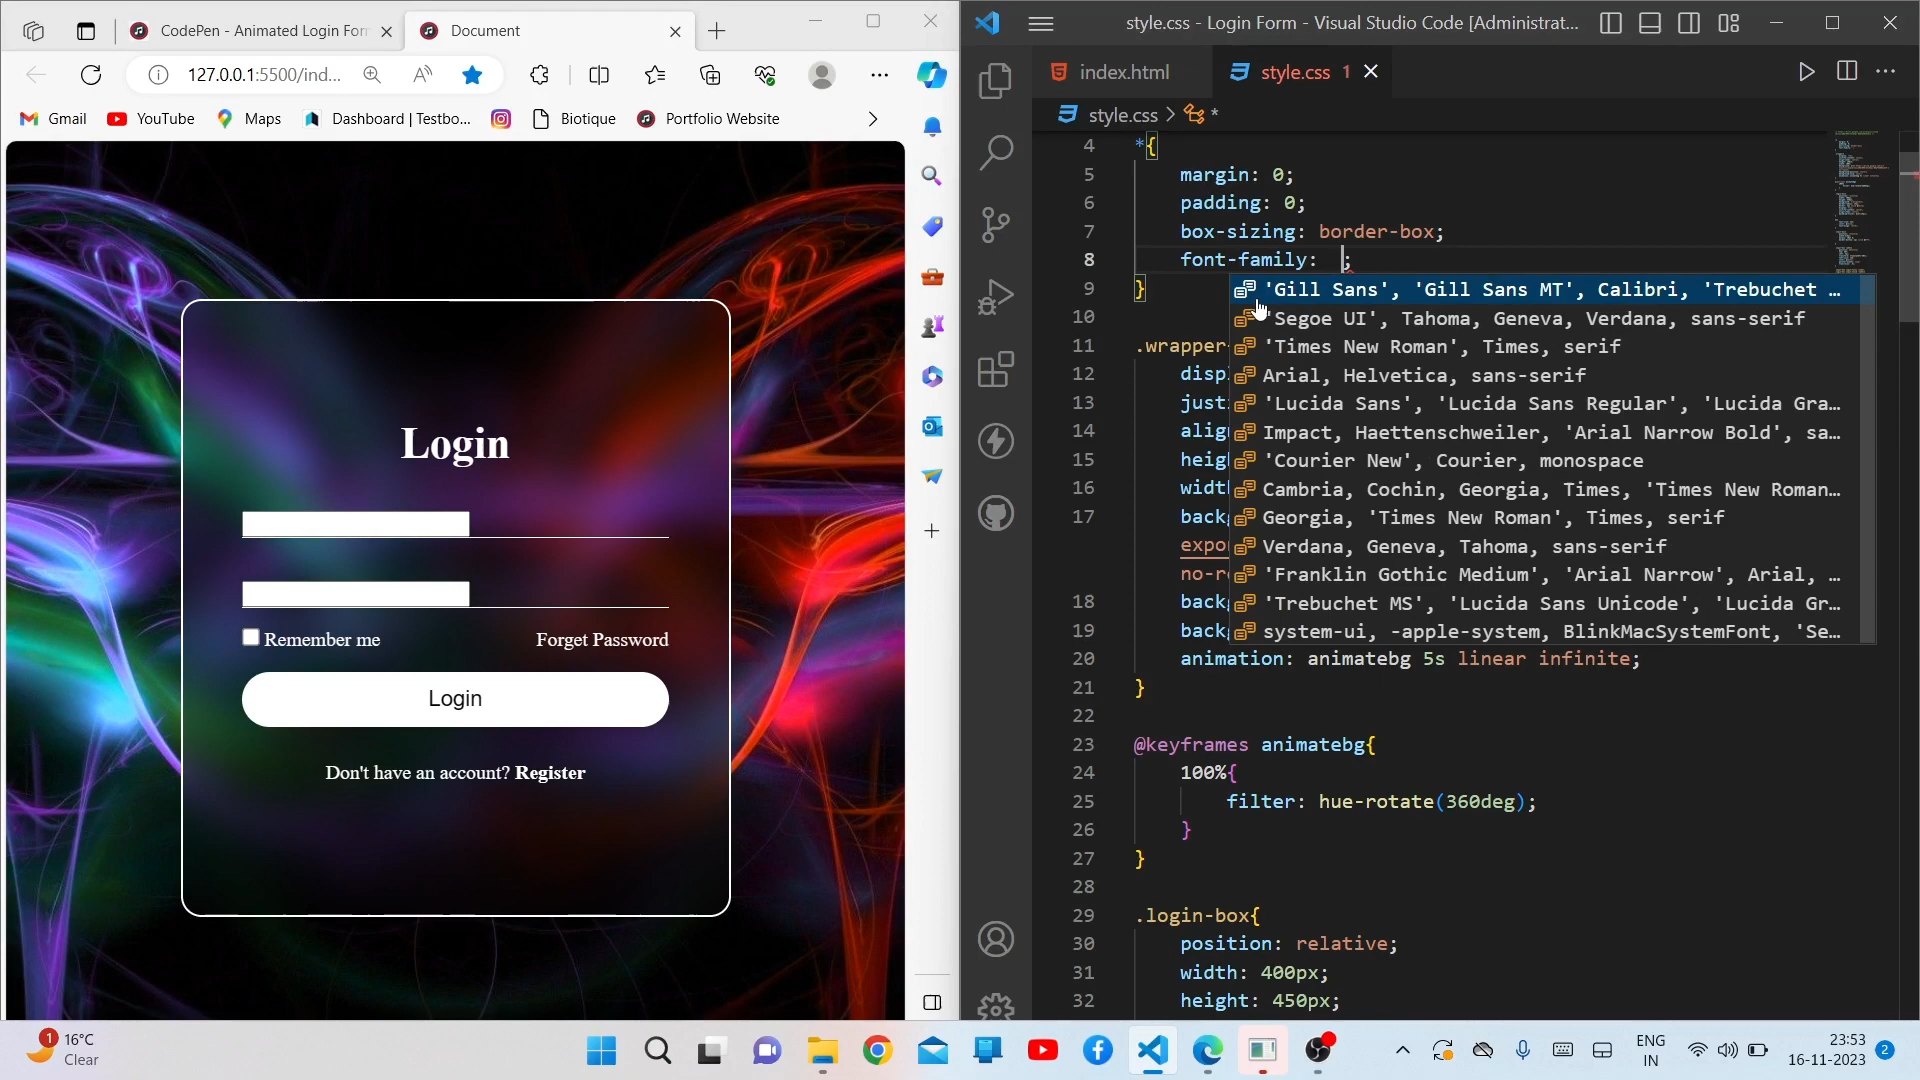 CodePen - Animated Login For
Document
127.0.0.1:5500/ind...
Gmail
YouTube
Maps
Dashboard | Testbo...
Biotique
Portfolio Website
Login
Remember me
Forget Password
Login
Don't have an account? Register
style.css - Login Form - Visual Studio Code [Administrat...
index.html
style.css 1
style.css > *
4 *{
5 margin: 0;
6 padding: 0;
7 box-sizing: border-box;
8 font-family: ;
9 }
10
11 .wrapper
12 disp
13 just
14 alig
15 heig
16 widt
17 back
expo
no-r
18 back
19 back
'Gill Sans', 'Gill Sans MT', Calibri, 'Trebuchet …
'Segoe UI', Tahoma, Geneva, Verdana, sans-serif
'Times New Roman', Times, serif
Arial, Helvetica, sans-serif
'Lucida Sans', 'Lucida Sans Regular', 'Lucida Gra…
Impact, Haettenschweiler, 'Arial Narrow Bold', sa…
'Courier New', Courier, monospace
Cambria, Cochin, Georgia, Times, 'Times New Roman…
Georgia, 'Times New Roman', Times, serif
Verdana, Geneva, Tahoma, sans-serif
'Franklin Gothic Medium', 'Arial Narrow', Arial, …
'Trebuchet MS', 'Lucida Sans Unicode', 'Lucida Gr…
system-ui, -apple-system, BlinkMacSystemFont, 'Se…
20 animation: animatebg 5s linear infinite;
21 }
22
23 @keyframes animatebg{
24 100%{
25 filter: hue-rotate(360deg);
26 }
27 }
28
29 .login-box{
30 position: relative;
31 width: 400px;
32 height: 450px;
1
16°C
Clear
ENG
IN
23:53
16-11-2023
2